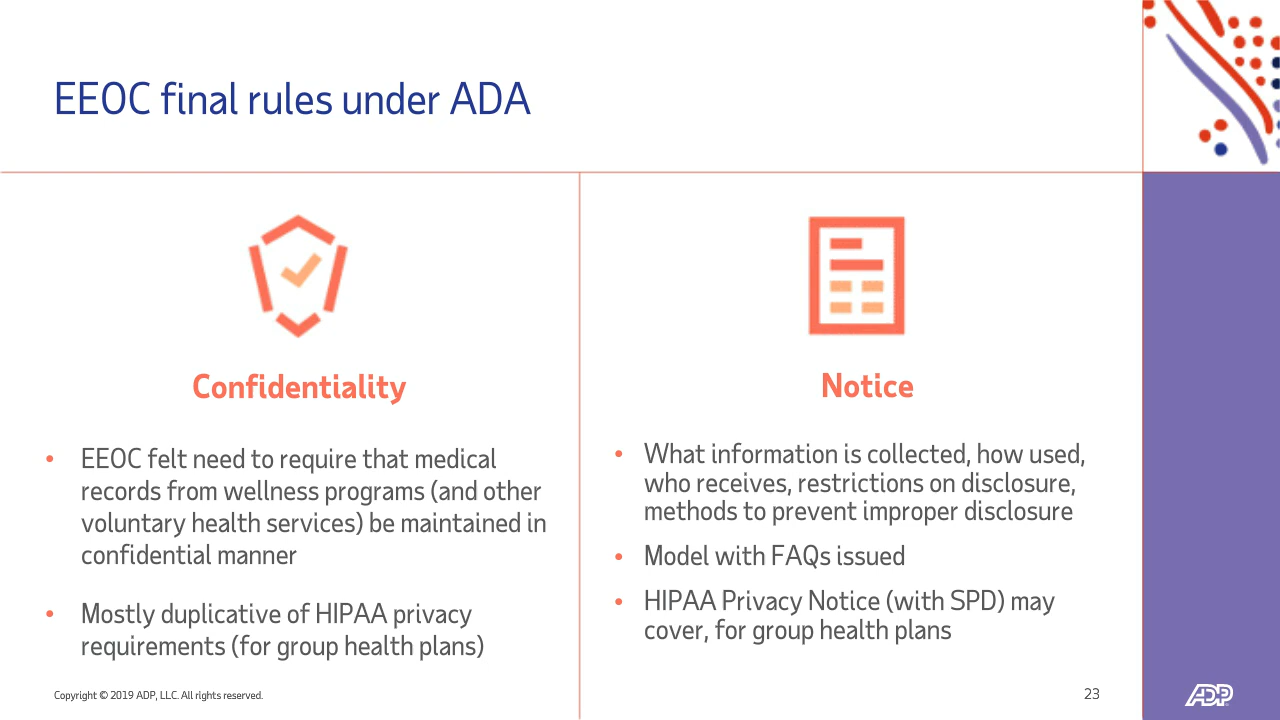 EEOC final rules under ADA
Confidentiality
• EEOC felt need to require that medical
records from wellness programs (and other
voluntary health services) be maintained in
confidential manner
• Mostly duplicative of HIPAA privacy
requirements (for group health plans)
Notice
• What information is collected, how used,
who receives, restrictions on disclosure,
methods to prevent improper disclosure
• Model with FAQs issued
• HIPAA Privacy Notice (with SPD) may
cover, for group health plans
Copyright © 2019 ADP, LLC. All rights reserved.
23
ADP